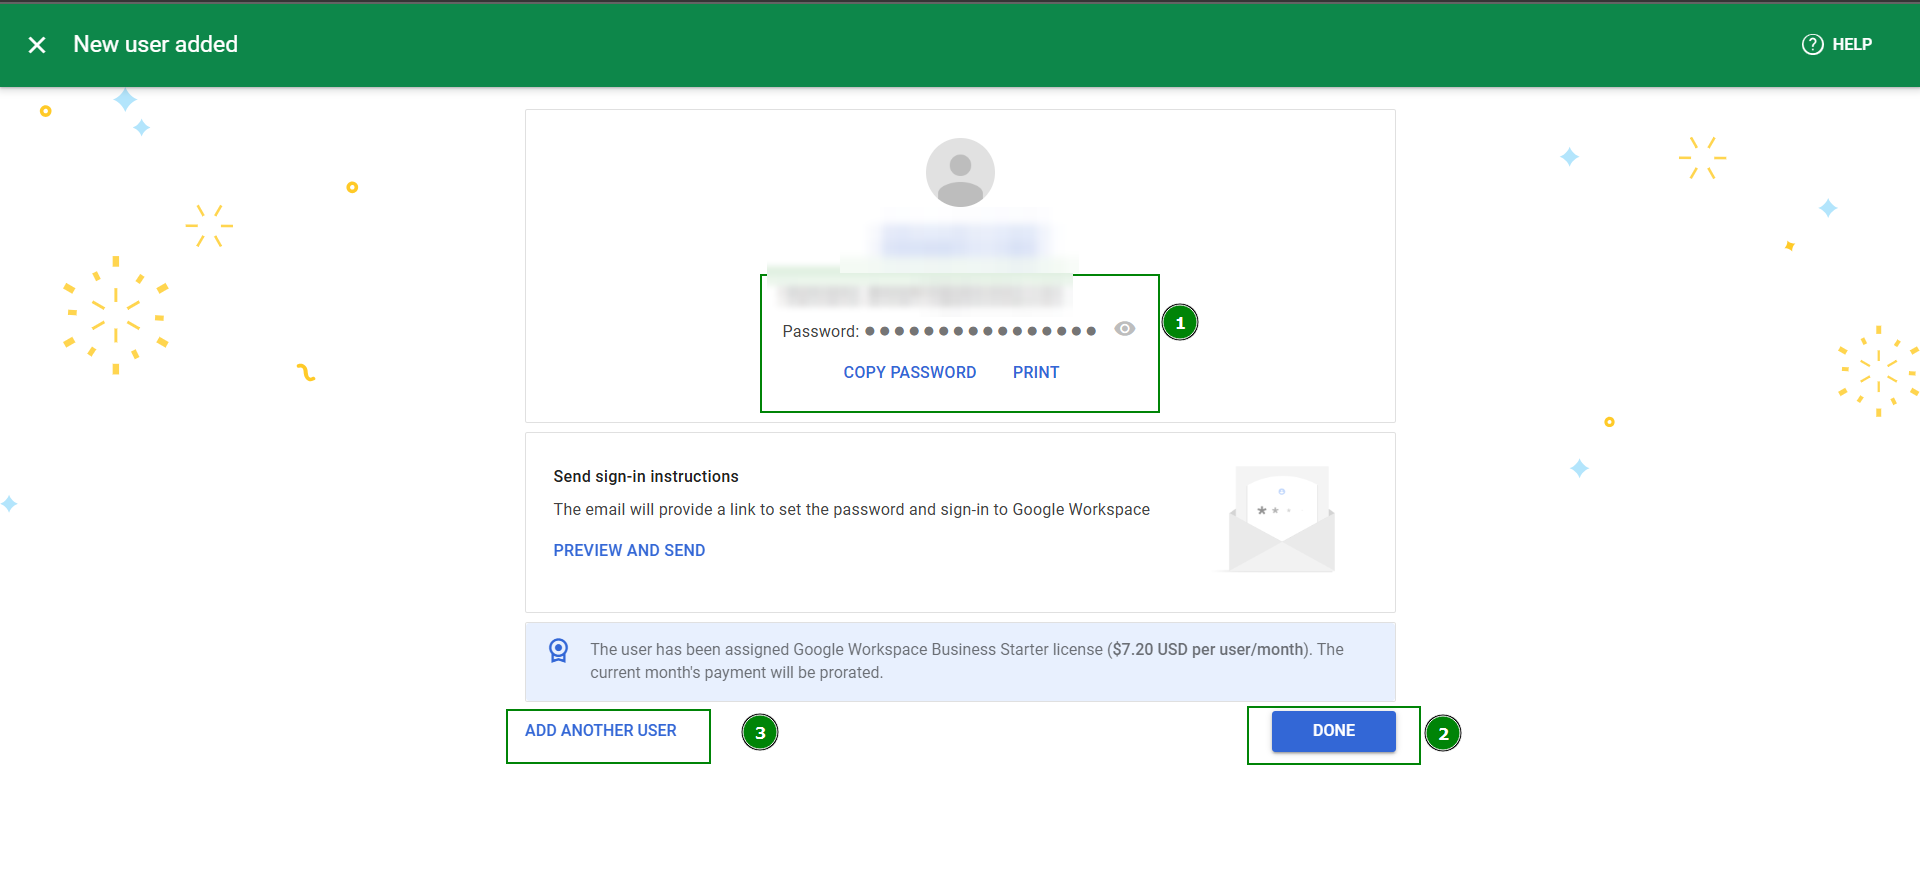 New user added
HELP
Password:
1
COPY PASSWORD PRINT
Send sign-in instructions
The email will provide a link to set the password and sign-in to Google Workspace
PREVIEW AND SEND
The user has been assigned Google Workspace Business Starter license ($7.20 USD per user/month). The
current month's payment will be prorated.
ADD ANOTHER USER
3
DONE
2